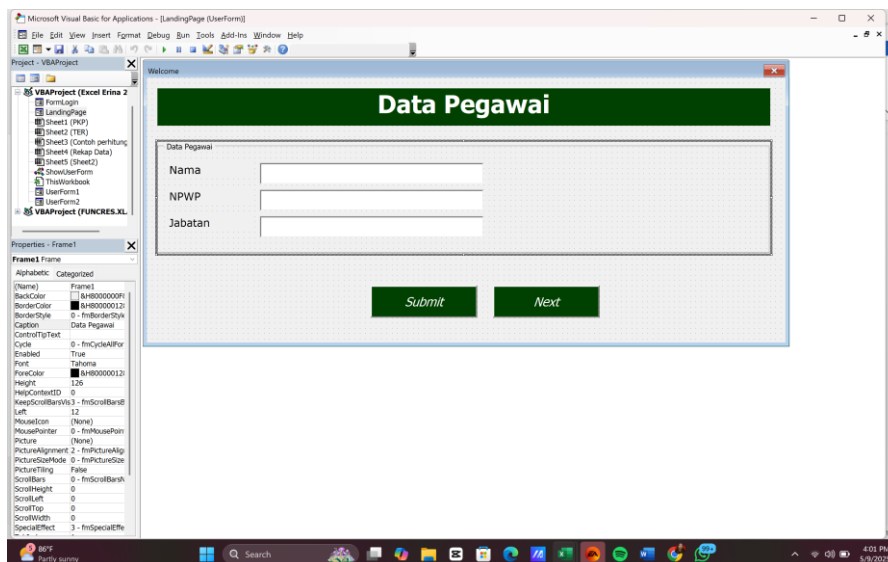 Microsoft Visual Basic for Applications - [LandingPage (UserForm)]
File Edit View Insert Format Debug Run Tools Add-Ins Window Help
Project - VBAProject
VBAProject (Excel Erina 2
FormLogin
LandingPage
Sheet1 (PKP)
Sheet2 (TER)
Sheet3 (Contoh perhitung
Sheet4 (Rekap Data)
Sheet5 (Sheet2)
ShowUserForm
ThisWorkbook
UserForm1
UserForm2
VBAProject (FUNCRES.XL
Properties - Frame1
Frame1 Frame
Alphabetic Categorized
(Name) Frame1
BackColor &H8000000F&
BorderColor &H80000012&
BorderStyle 0 - fmBorderStyle
Caption Data Pegawai
ControlTipText
Cycle 0 - fmCycleAllFor
Enabled True
Font Tahoma
ForeColor &H80000012&
Height 126
HelpContextID 0
KeepScrollBarsVis 3 - fmScrollBarsB
Left 12
MouseIcon (None)
MousePointer 0 - fmMousePoin
Picture (None)
PictureAlignment 2 - fmPictureAlig
PictureSizeMode 0 - fmPictureSize
PictureTiling False
ScrollBars 0 - fmScrollBarsN
ScrollHeight 0
ScrollLeft 0
ScrollTop 0
ScrollWidth 0
SpecialEffect 3 - fmSpecialEffe
Welcome
Data Pegawai
Data Pegawai
Nama
NPWP
Jabatan
Submit Next
5
86°F
Partly sunny
Search
99+
4:01 PM